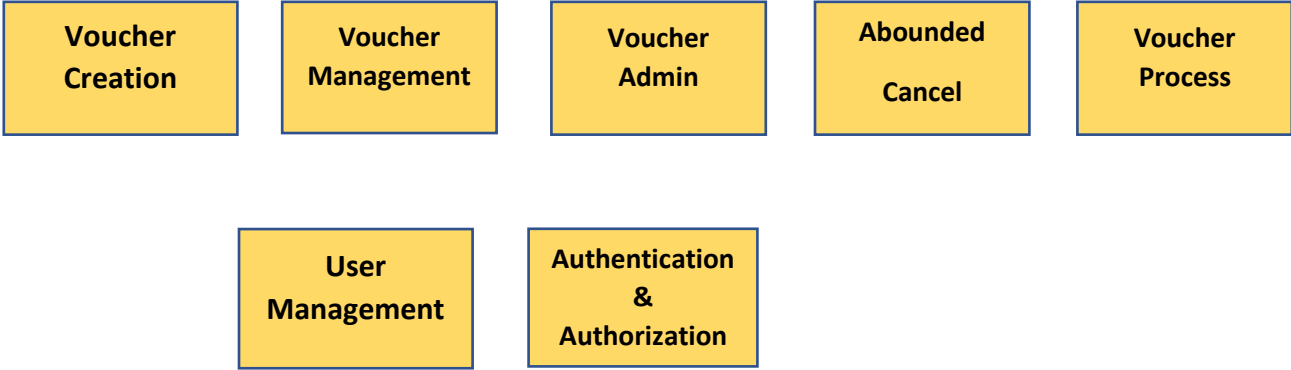 Voucher
Creation
Voucher
Management
Voucher
Admin
Abounded
Cancel
Voucher
Process
User
Management
Authentication
&
Authorization